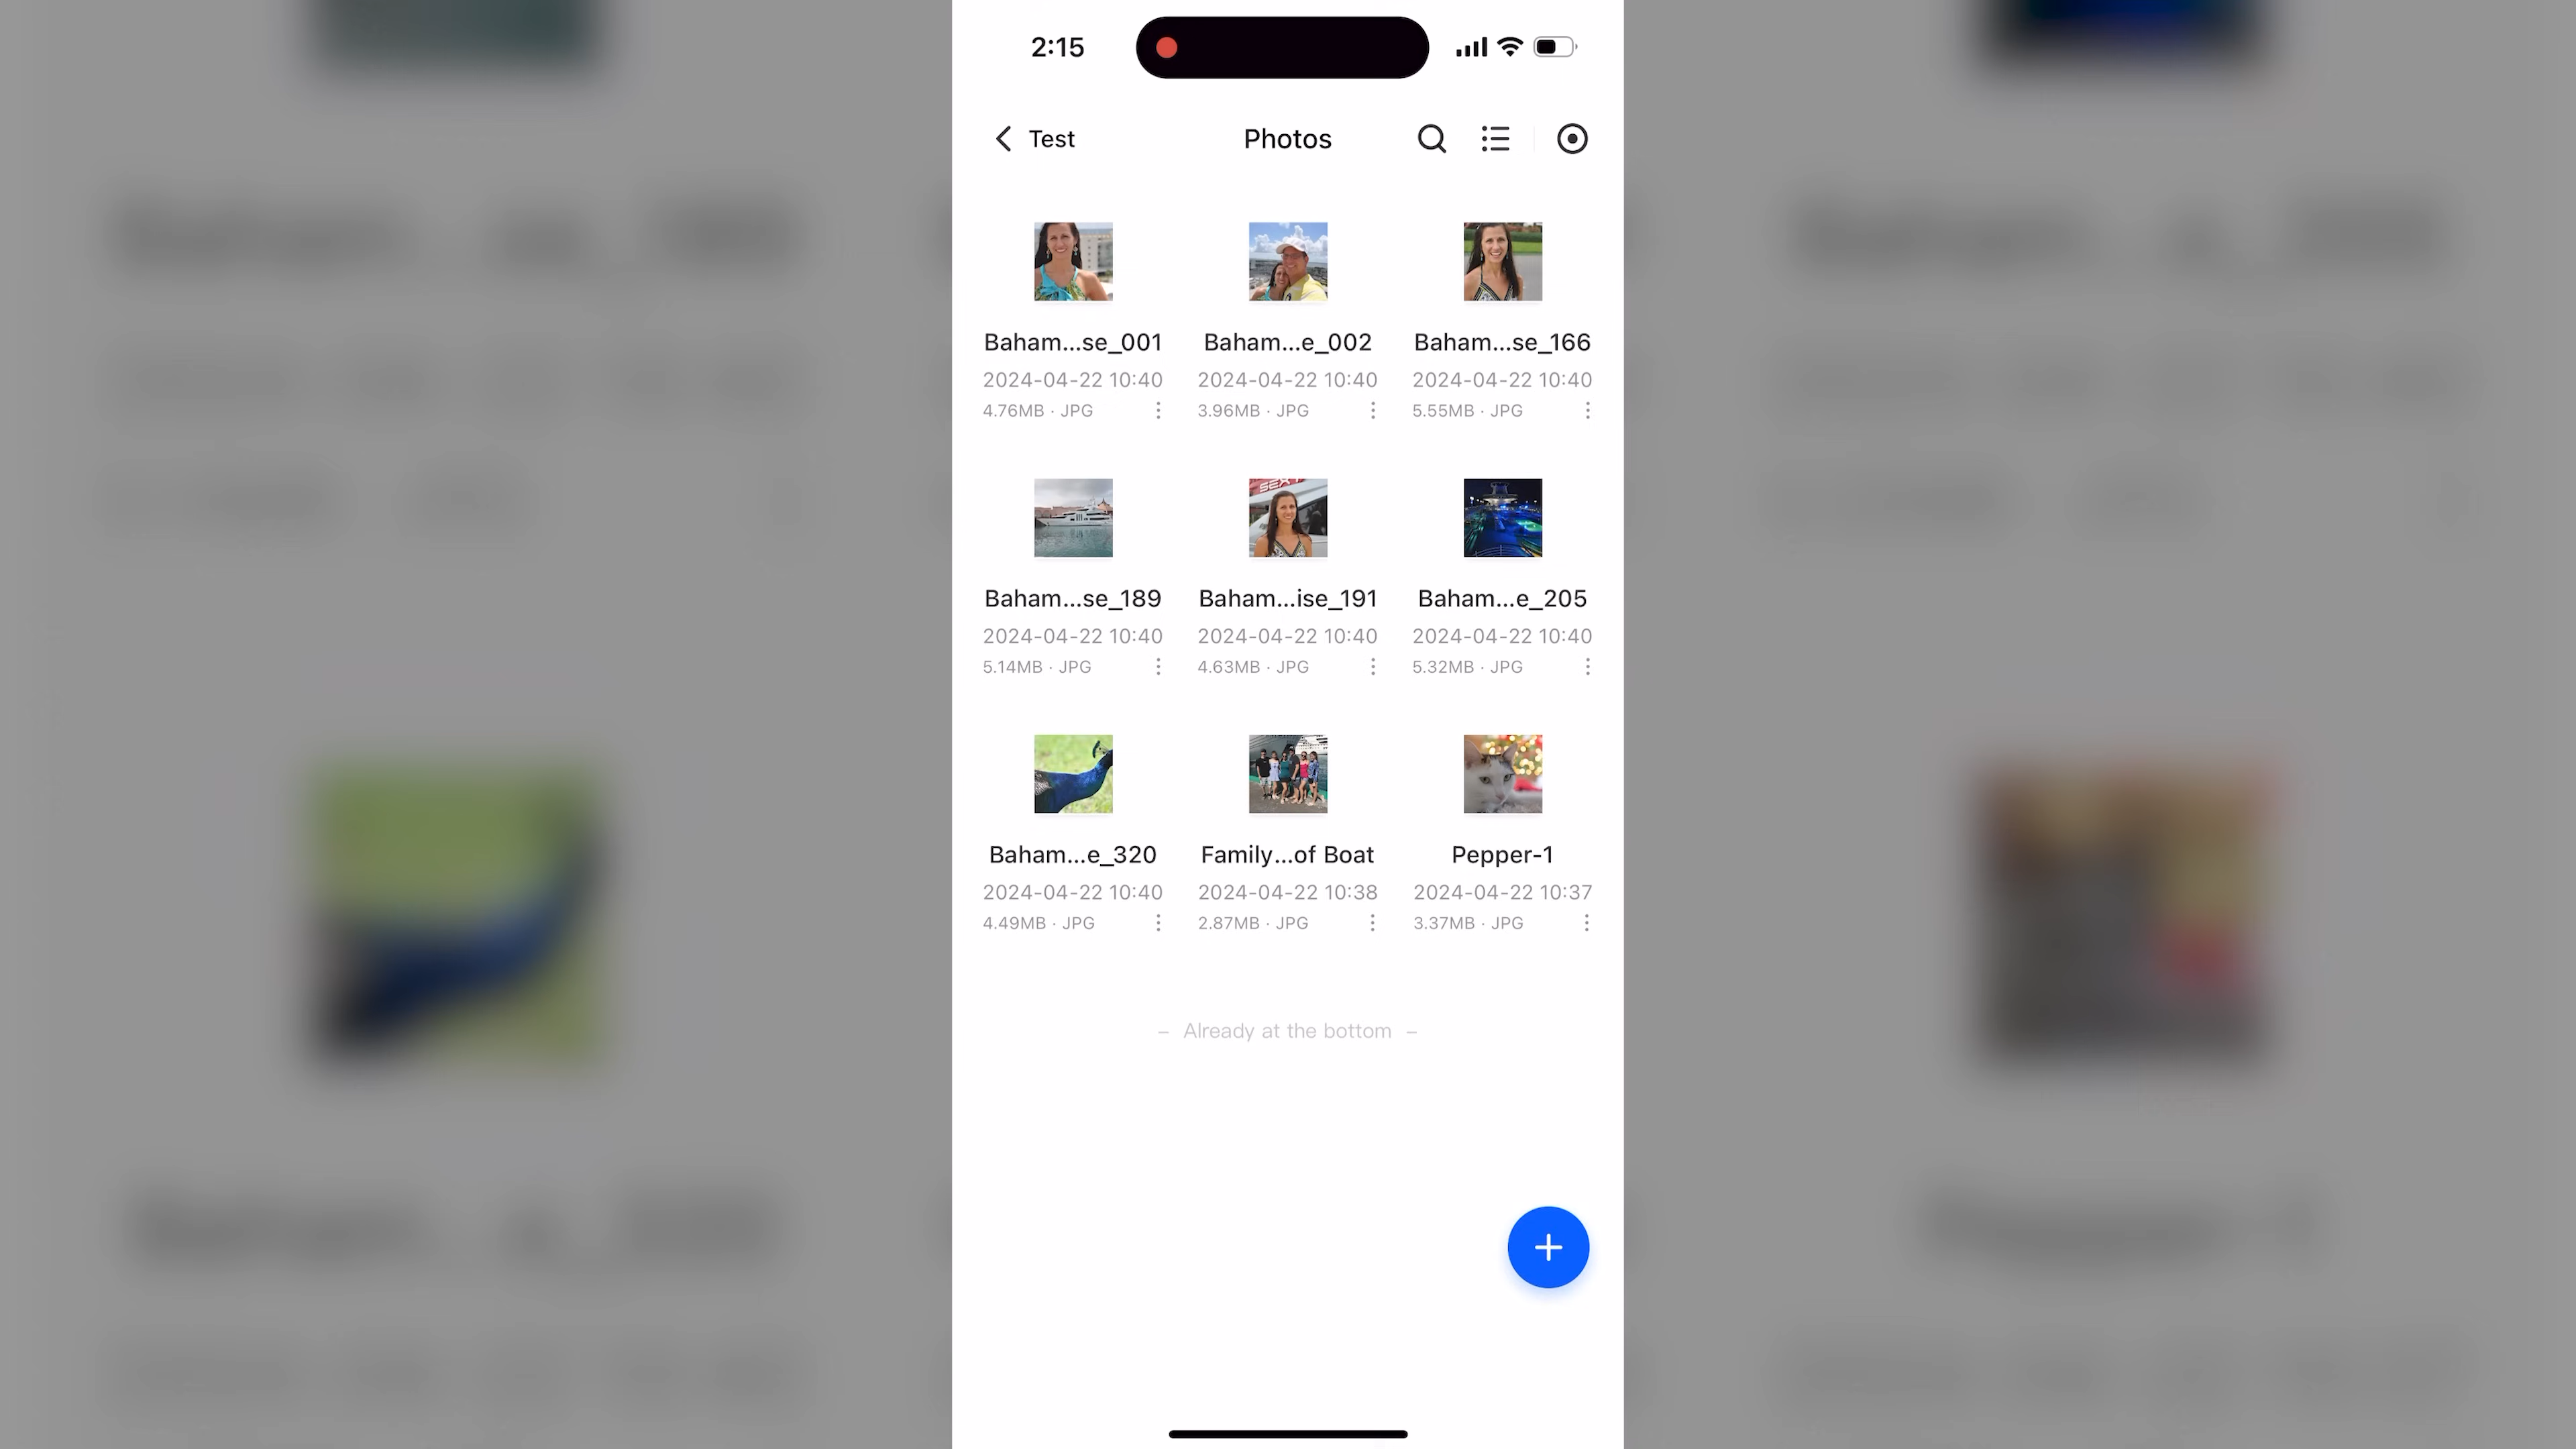 2:15
Test
Photos
Baham...se_001
Baham...e_002
Baham...se_166
2024-04-22 10:40
2024-04-22 10:40
2024-04-22 10:40
4.76MB · JPG
3.96MB · JPG
5.55MB · JPG
Baham...se_189
Baham...ise_191
Baham...e_205
2024-04-22 10:40
2024-04-22 10:40
2024-04-22 10:40
5.14MB · JPG
4.63MB · JPG
5.32MB · JPG
Baham...e_320
Family...of Boat
Pepper-1
2024-04-22 10:40
2024-04-22 10:38
2024-04-22 10:37
4.49MB · JPG
2.87MB · JPG
3.37MB · JPG
– Already at the bottom –